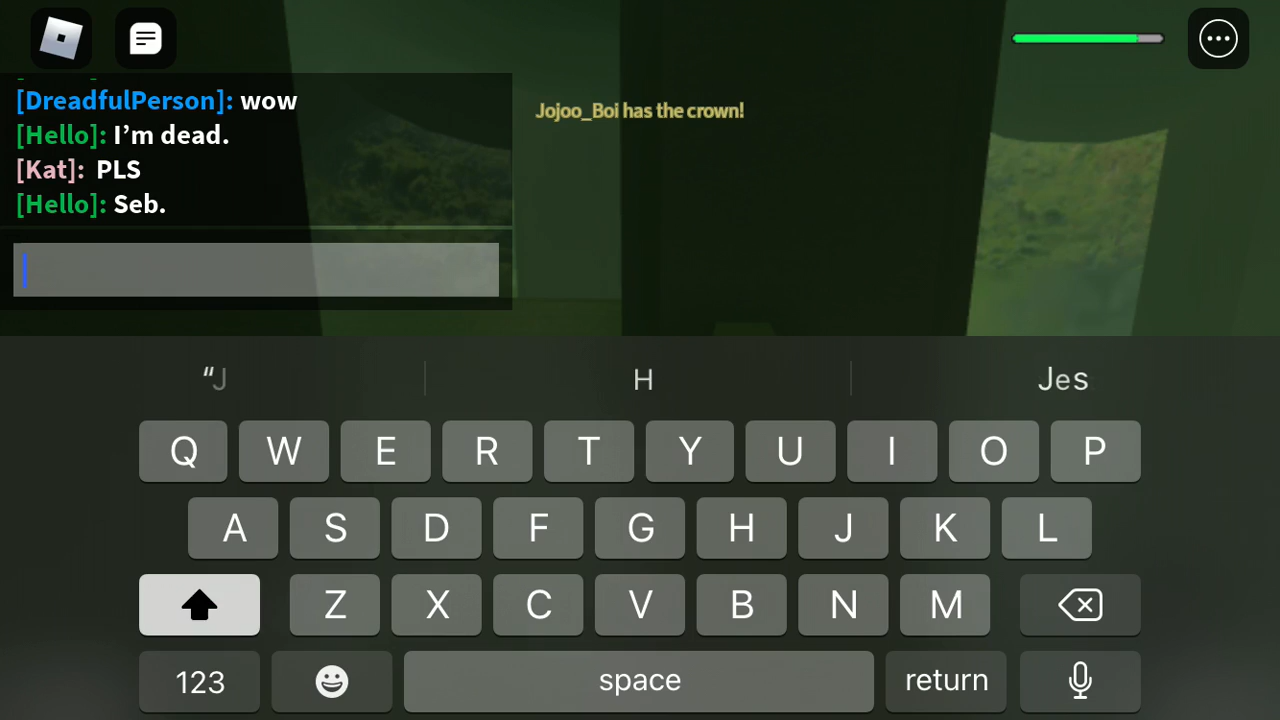 [DreadfulPerson]: wow
Jojoo_Boi has the crown!
[Hello]: I’m dead.
[Kat]: PLS
[Hello]: Seb.
“J H Jes
Q W E R T Y U I O P
A S D F G H J K L
Z X C V B N M
123 space return